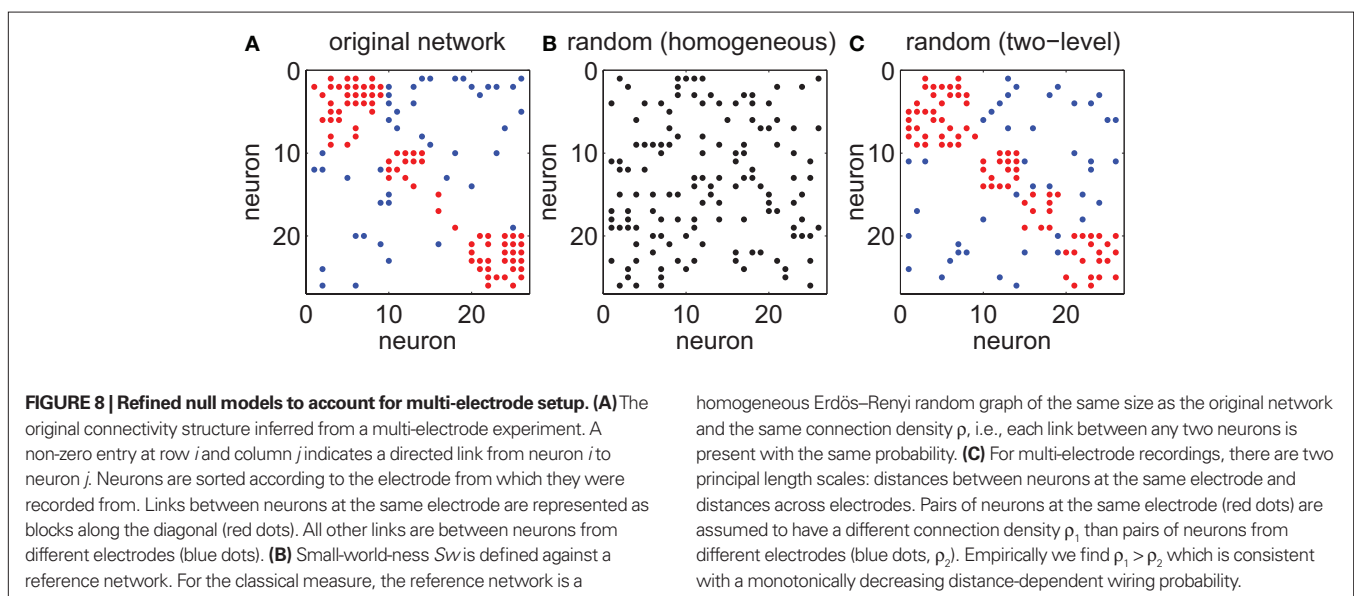 A original network
B random (homogeneous)
C random (two-level)
0
10
20
neuron
0 10 20
neuron
0
10
20
neuron
0 10 20
neuron
0
10
20
neuron
0 10 20
neuron
FIGURE 8 | Refined null models to account for multi-electrode setup. (A) The
original connectivity structure inferred from a multi-electrode experiment. A
non-zero entry at row i and column j indicates a directed link from neuron i to
neuron j. Neurons are sorted according to the electrode from which they were
recorded from. Links between neurons at the same electrode are represented as
blocks along the diagonal (red dots). All other links are between neurons from
different electrodes (blue dots). (B) Small-world-ness Sw is defined against a
reference network. For the classical measure, the reference network is a
homogeneous Erdös–Renyi random graph of the same size as the original network
and the same connection density ρ, i.e., each link between any two neurons is
present with the same probability. (C) For multi-electrode recordings, there are two
principal length scales: distances between neurons at the same electrode and
distances across electrodes. Pairs of neurons at the same electrode (red dots) are
assumed to have a different connection density ρ₁ than pairs of neurons from
different electrodes (blue dots, ρ₂). Empirically we find ρ₁ > ρ₂ which is consistent
with a monotonically decreasing distance-dependent wiring probability.